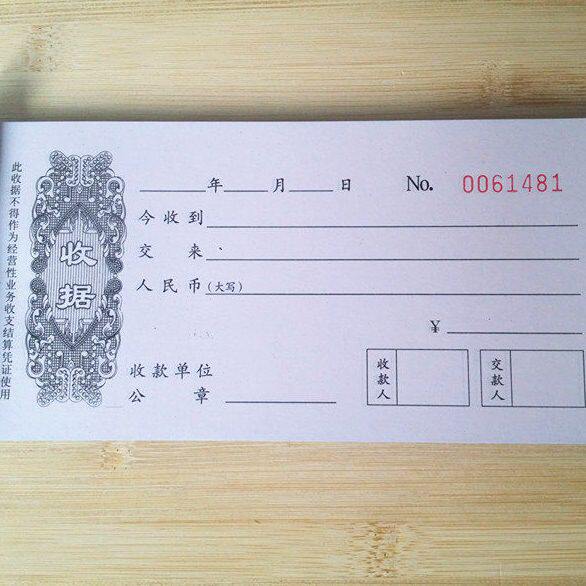 此收据不得作为经营性业务收支结算凭证使用
收据
年 月 日 No. 0061481
今收到
交来
人民币(大写)
¥
收款单位
公章
收款人
交款人